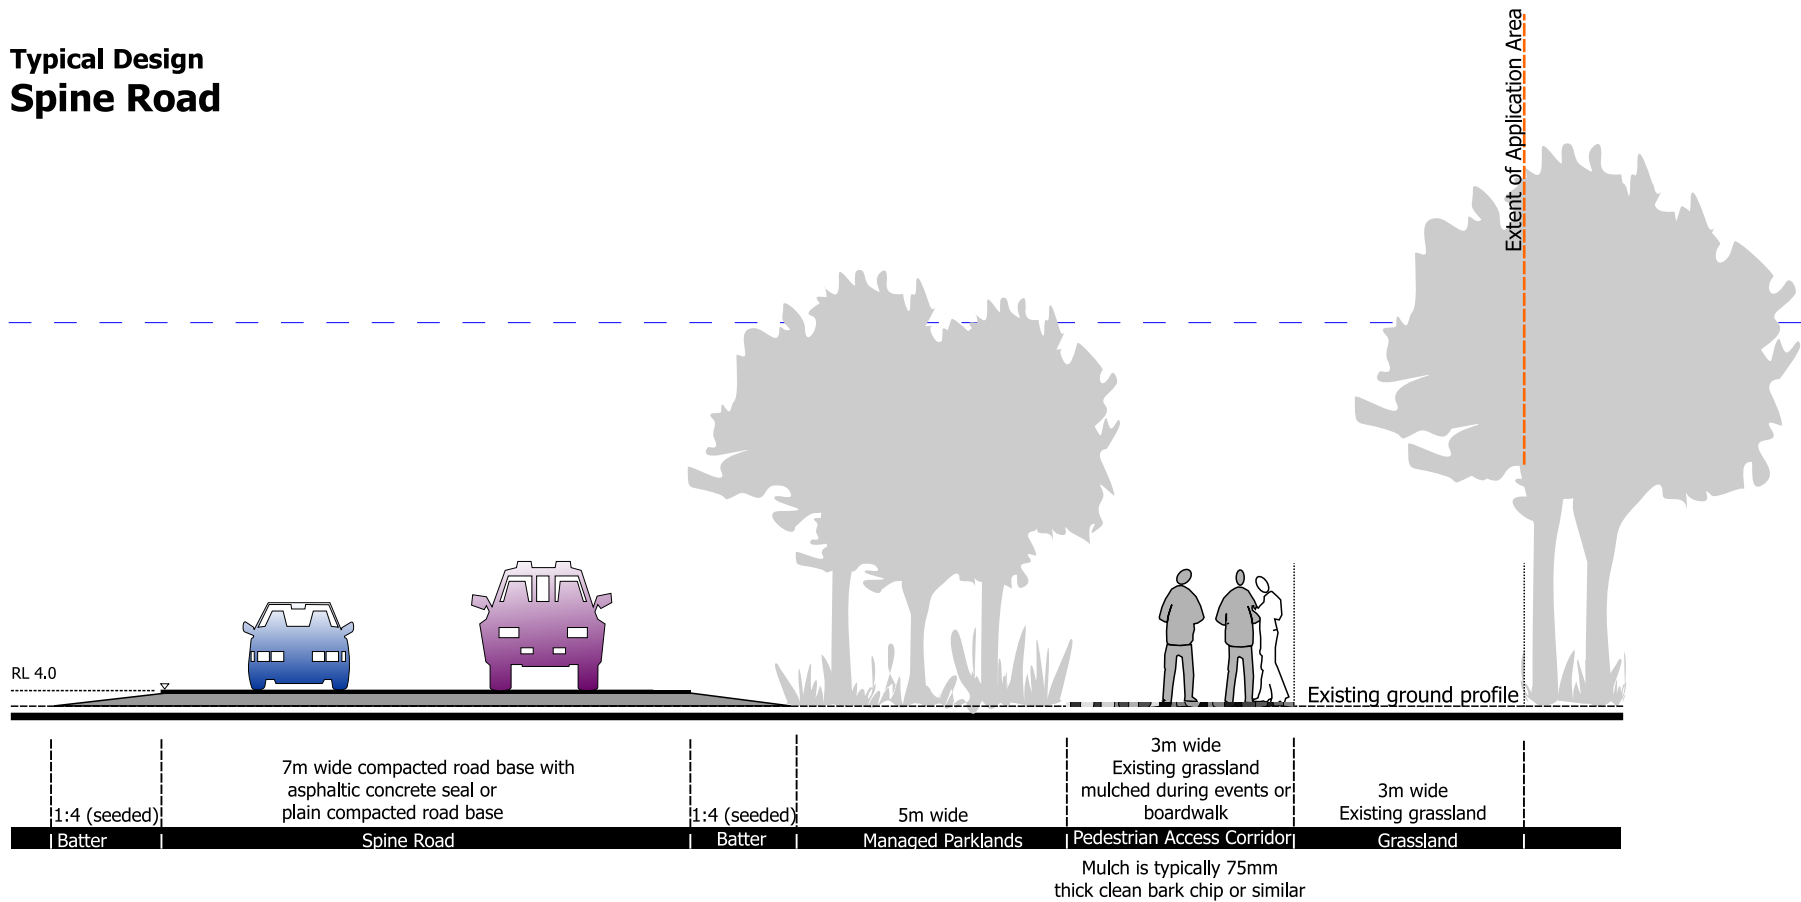 Typical Design
Spine Road
Extent of Application Area
RL 4.0
Existing ground profile
1:4 (seeded)
7m wide compacted road base with
asphaltic concrete seal or
plain compacted road base
1:4 (seeded)
5m wide
3m wide
Existing grassland
mulched during events or
boardwalk
3m wide
Existing grassland
Batter
Spine Road
Batter
Managed Parklands
Pedestrian Access Corridor
Grassland
Mulch is typically 75mm
thick clean bark chip or similar